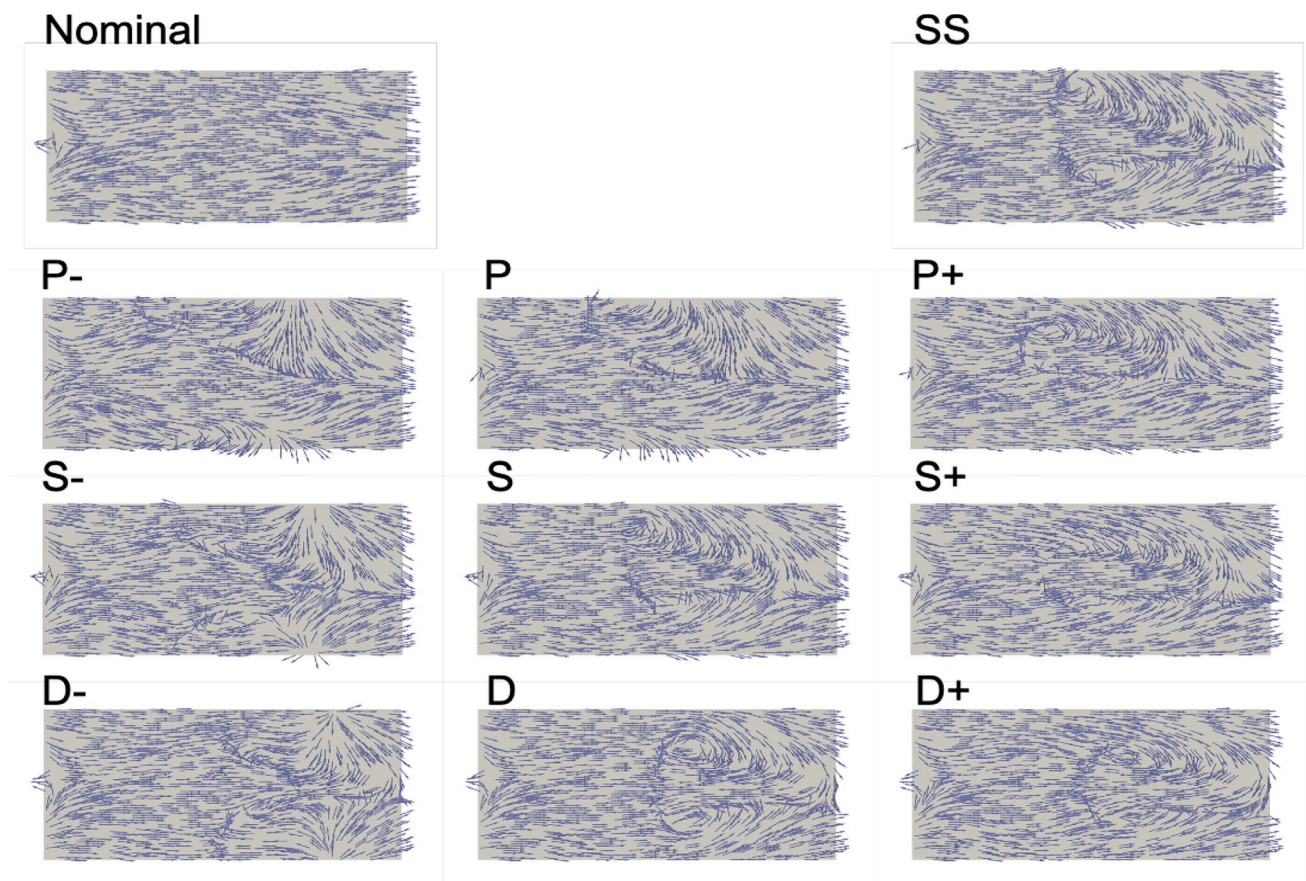 Nominal
SS
P-
P
P+
S-
S
S+
D-
D
D+